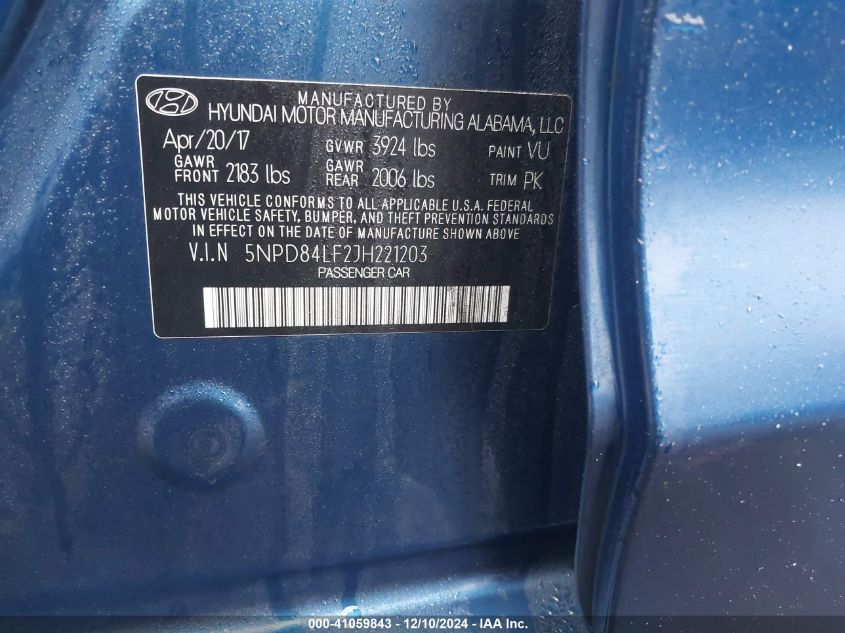 MANUFACTURED BY
HYUNDAI MOTOR MANUFACTURING ALABAMA, LLC
Apr/20/17 GVWR 3924 lbs PAINT VU
GAWR FRONT 2183 lbs GAWR REAR 2006 lbs TRIM PK
THIS VEHICLE CONFORMS TO ALL APPLICABLE U.S.A. FEDERAL
MOTOR VEHICLE SAFETY, BUMPER, AND THEFT PREVENTION STANDARDS
IN EFFECT ON THE DATE OF MANUFACTURE SHOWN ABOVE
V.I.N 5NPD84LF2JH221203
PASSENGER CAR
000-41059843 - 12/10/2024 - IAA Inc.